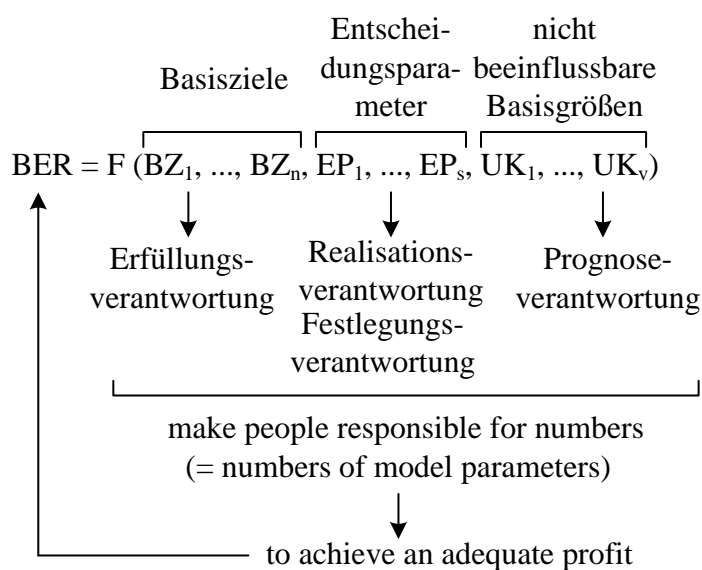 Basisziele
Entschei-
dungspara-
meter
nicht
beeinflussbare
Basisgrößen
BER = F (BZ₁, ..., BZₙ, EP₁, ..., EPₛ, UK₁, ..., UKᵥ)
Erfüllungs-
verantwortung
Realisations-
verantwortung
Festlegungs-
verantwortung
Prognose-
verantwortung
make people responsible for numbers
(= numbers of model parameters)
to achieve an adequate profit